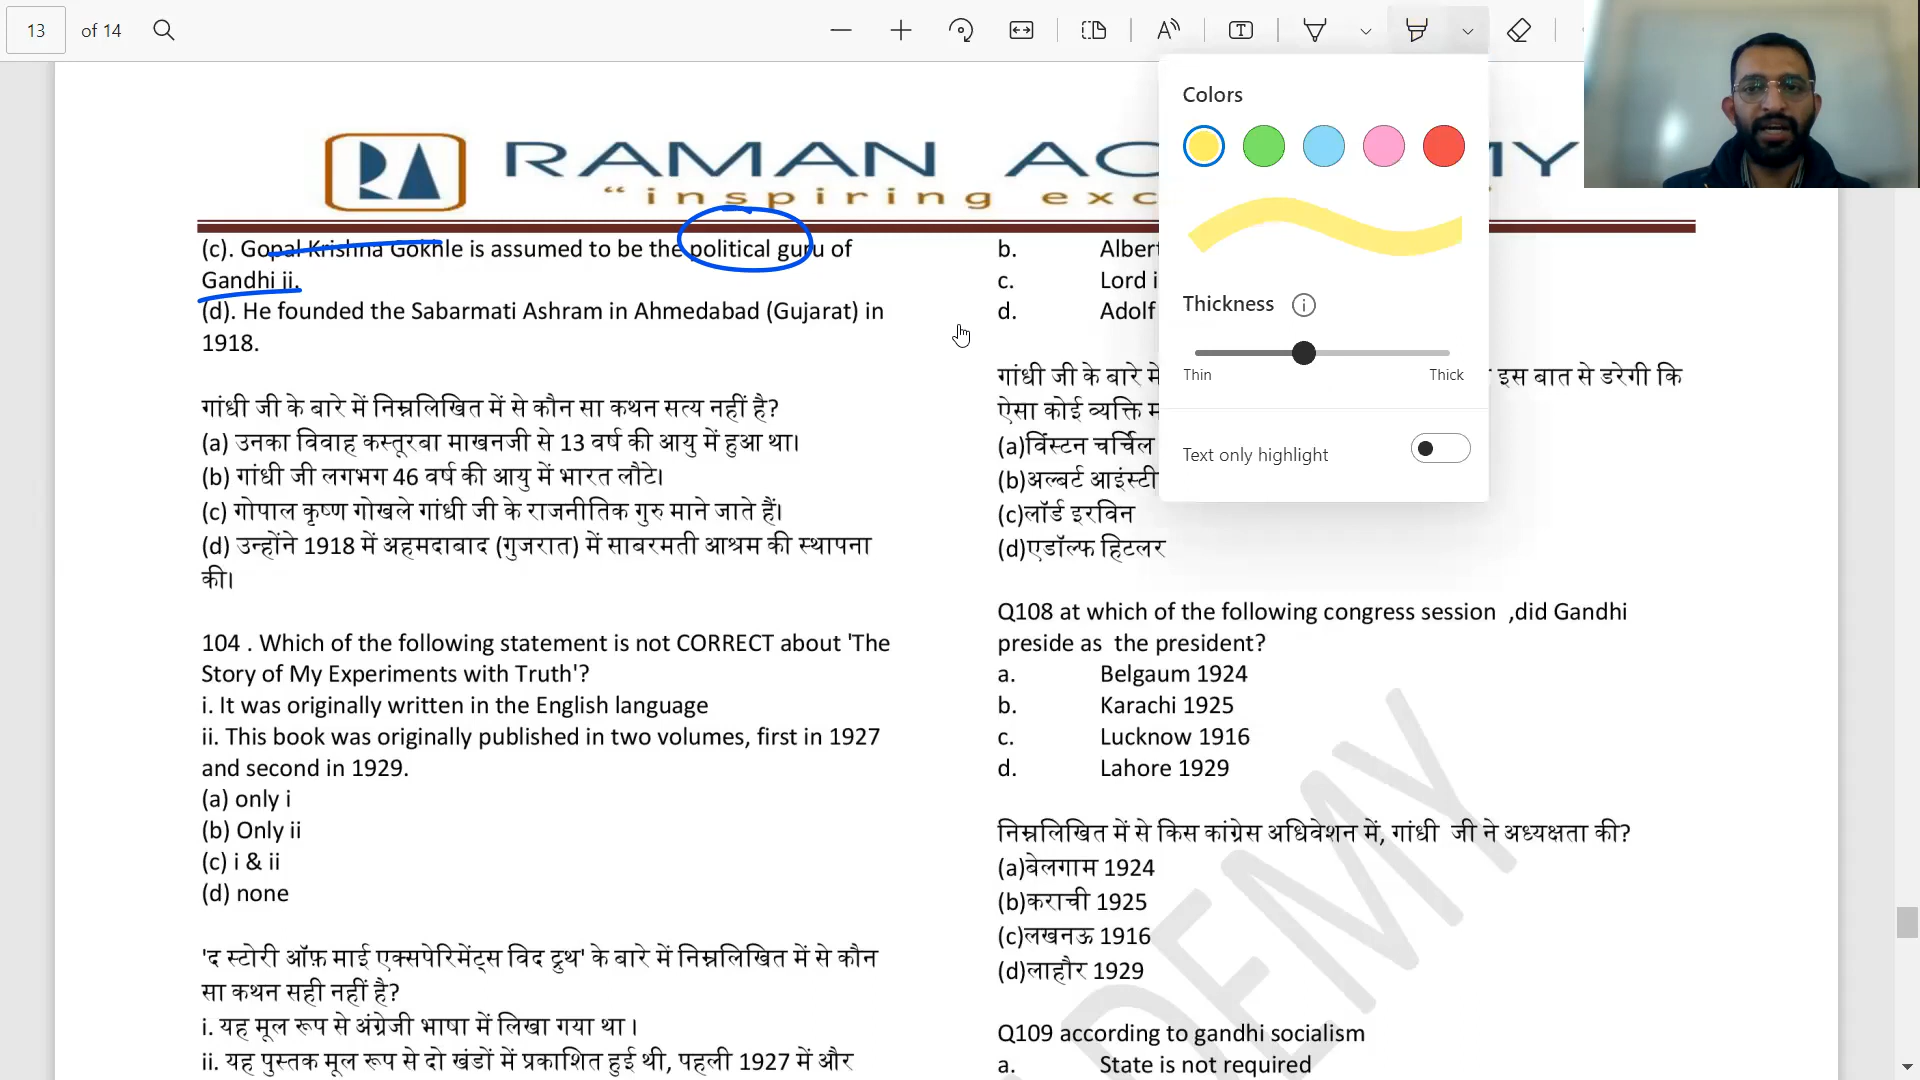 13 of 14
RAMAN AC MY
“inspiring exc
(c). Gopal Krishna Gokhle is assumed to be the political guru of
Gandhi ji.
(d). He founded the Sabarmati Ashram in Ahmedabad (Gujarat) in
1918.
गांधी जी के बारे में निम्नलिखित में से कौन सा कथन सत्य नहीं है?
(a) उनका विवाह कस्तूरबा माखनजी से 13 वर्ष की आयु में हुआ था।
(b) गांधी जी लगभग 46 वर्ष की आयु में भारत लौटे।
(c) गोपाल कृष्ण गोखले गांधी जी के राजनीतिक गुरु माने जाते हैं।
(d) उन्होंने 1918 में अहमदाबाद (गुजरात) में साबरमती आश्रम की स्थापना
की।
104 . Which of the following statement is not CORRECT about 'The
Story of My Experiments with Truth'?
i. It was originally written in the English language
ii. This book was originally published in two volumes, first in 1927
and second in 1929.
(a) only i
(b) Only ii
(c) i & ii
(d) none
'द स्टोरी ऑफ़ माई एक्सपेरिमेंट्स विद ट्रुथ' के बारे में निम्नलिखित में से कौन
सा कथन सही नहीं है?
i. यह मूल रूप से अंग्रेजी भाषा में लिखा गया था ।
ii. यह पुस्तक मूल रूप से दो खंडों में प्रकाशित हुई थी, पहली 1927 में और
b. Albert
c. Lord i
d. Adolf
गांधी जी के बारे मे इस बात से डरेगी कि
ऐसा कोई व्यक्ति म
(a)विंस्टन चर्चिल
(b)अल्बर्ट आइंस्टी
(c)लॉर्ड इरविन
(d)एडॉल्फ हिटलर
Q108 at which of the following congress session ,did Gandhi
preside as the president?
a. Belgaum 1924
b. Karachi 1925
c. Lucknow 1916
d. Lahore 1929
निम्नलिखित में से किस कांग्रेस अधिवेशन में, गांधी जी ने अध्यक्षता की?
(a)बेलगाम 1924
(b)कराची 1925
(c)लखनऊ 1916
(d)लाहौर 1929
Q109 according to gandhi socialism
a. State is not required
Colors
Thickness
Thin Thick
Text only highlight
DEMY